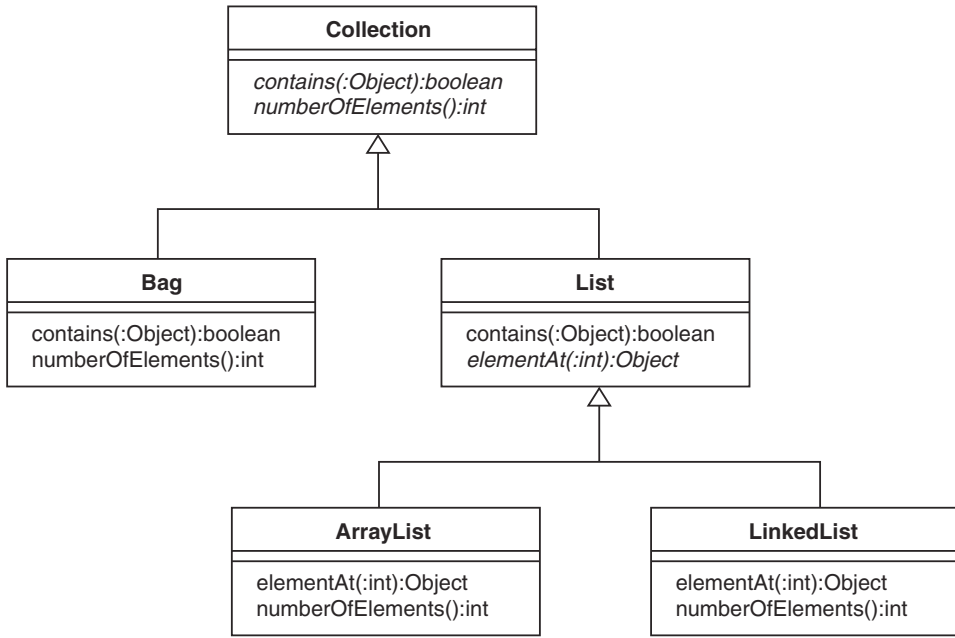 Collection
contains(:Object):boolean
numberOfElements():int
Bag
contains(:Object):boolean
numberOfElements():int
List
contains(:Object):boolean
elementAt(:int):Object
ArrayList
elementAt(:int):Object
numberOfElements():int
LinkedList
elementAt(:int):Object
numberOfElements():int